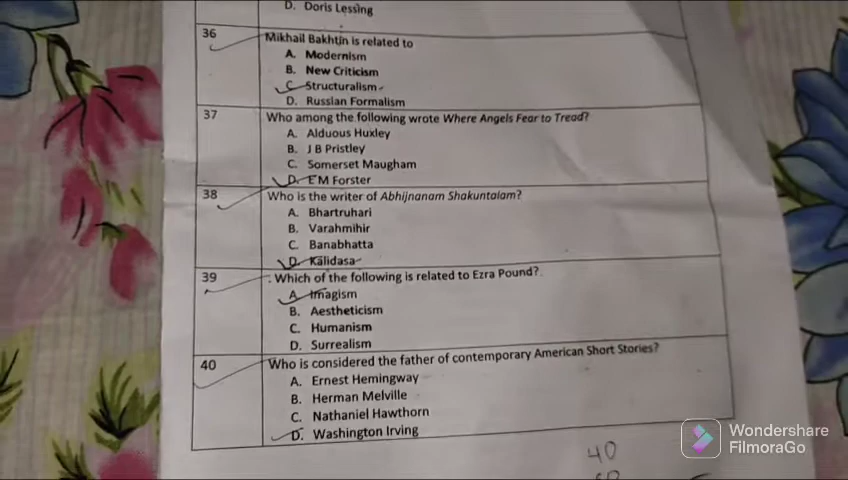 D. Doris Lessing
36
Mikhail Bakhtin is related to
A. Modernism
B. New Criticism
C. Structuralism
D. Russian Formalism
37
Who among the following wrote Where Angels Fear to Tread?
A. Alduous Huxley
B. J B Pristley
C. Somerset Maugham
D. E M Forster
38
Who is the writer of Abhijnanam Shakuntalam?
A. Bhartruhari
B. Varahmihir
C. Banabhatta
D. Kalidasa
39
. Which of the following is related to Ezra Pound?
A. Imagism
B. Aestheticism
C. Humanism
D. Surrealism
40
Who is considered the father of contemporary American Short Stories?
A. Ernest Hemingway
B. Herman Melville
C. Nathaniel Hawthorn
D. Washington Irving
40
Wondershare
FilmoraGo